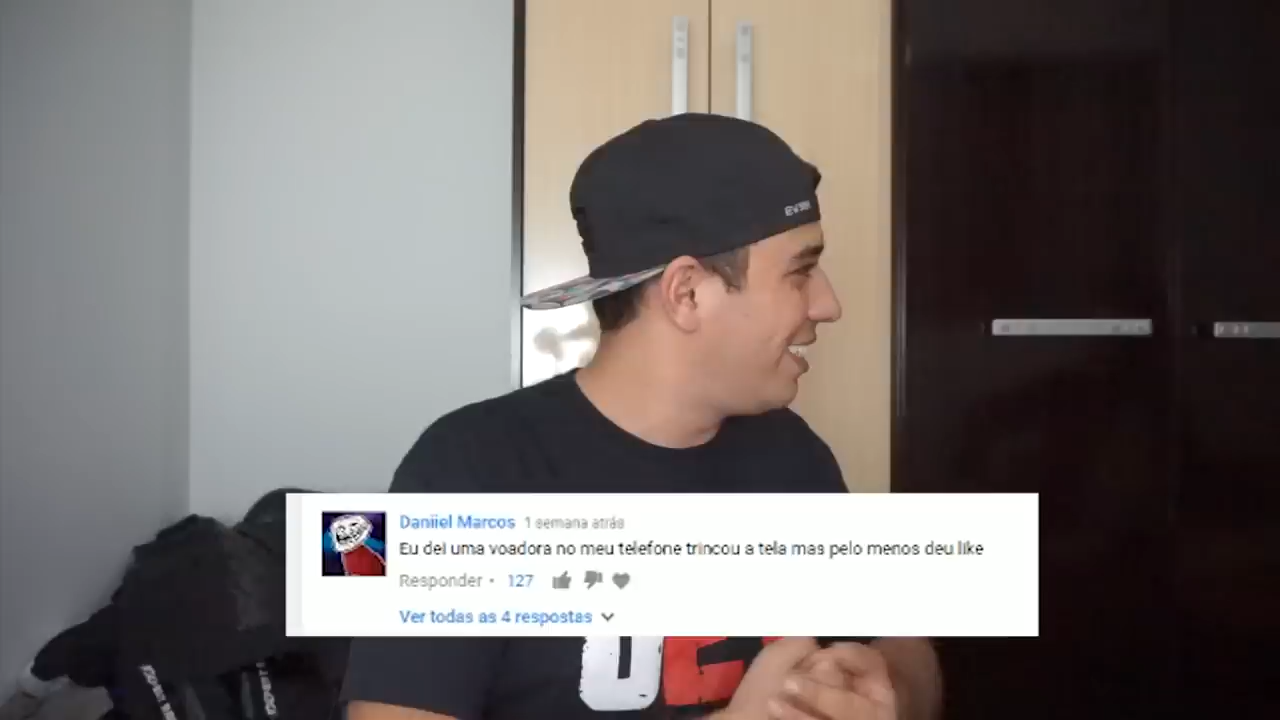 Daniiel Marcos 1 semana atrás
Eu dei uma voadora no meu telefone trincou a tela mas pelo menos deu like
Responder • 127
Ver todas as 4 respostas